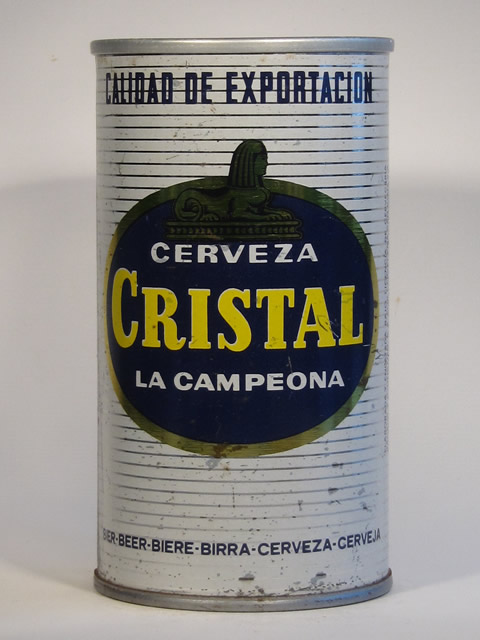 CALIDAD DE EXPORTACION
CERVEZA
CRISTAL
LA CAMPEONA
BIER-BEER-BIERE-BIRRA-CERVEZA-CERVEJA